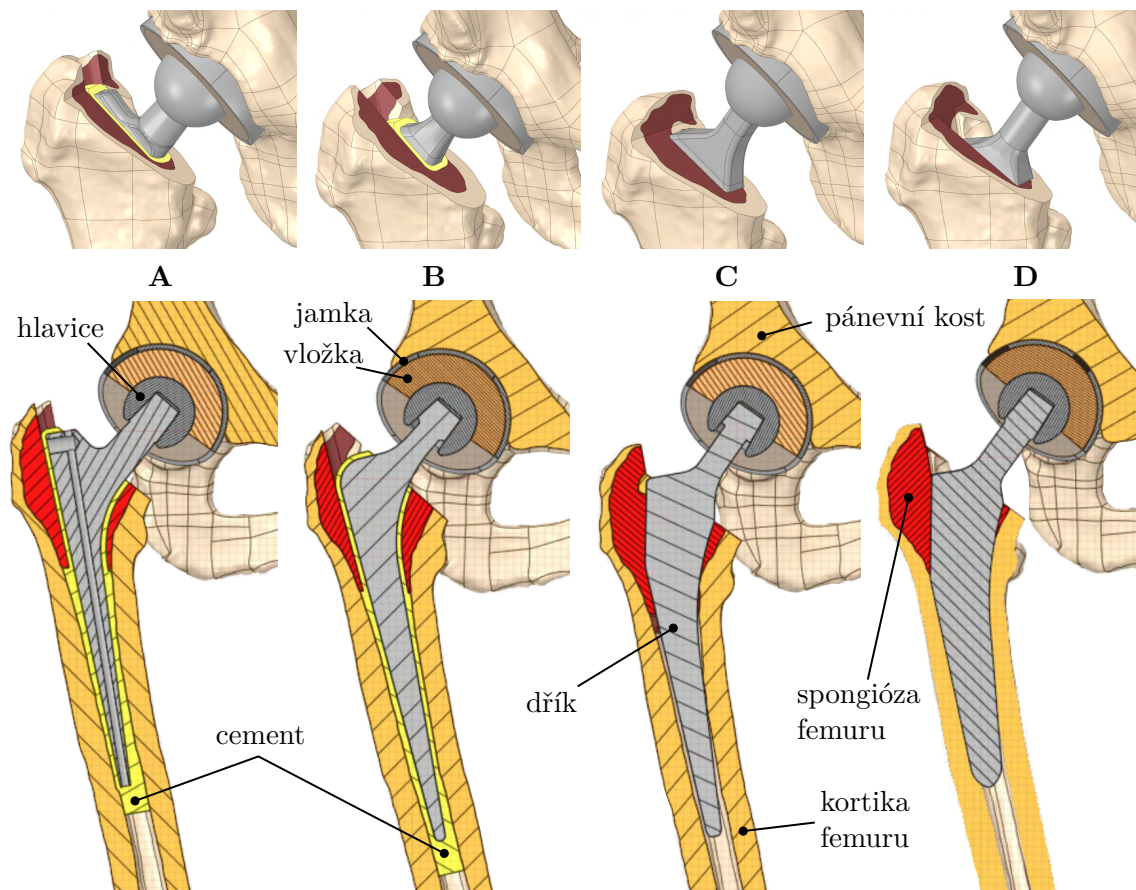 A
B
C
D
hlavice
jamka
vložka
pánevní kost
dřík
spongióza
femuru
cement
kortika
femuru